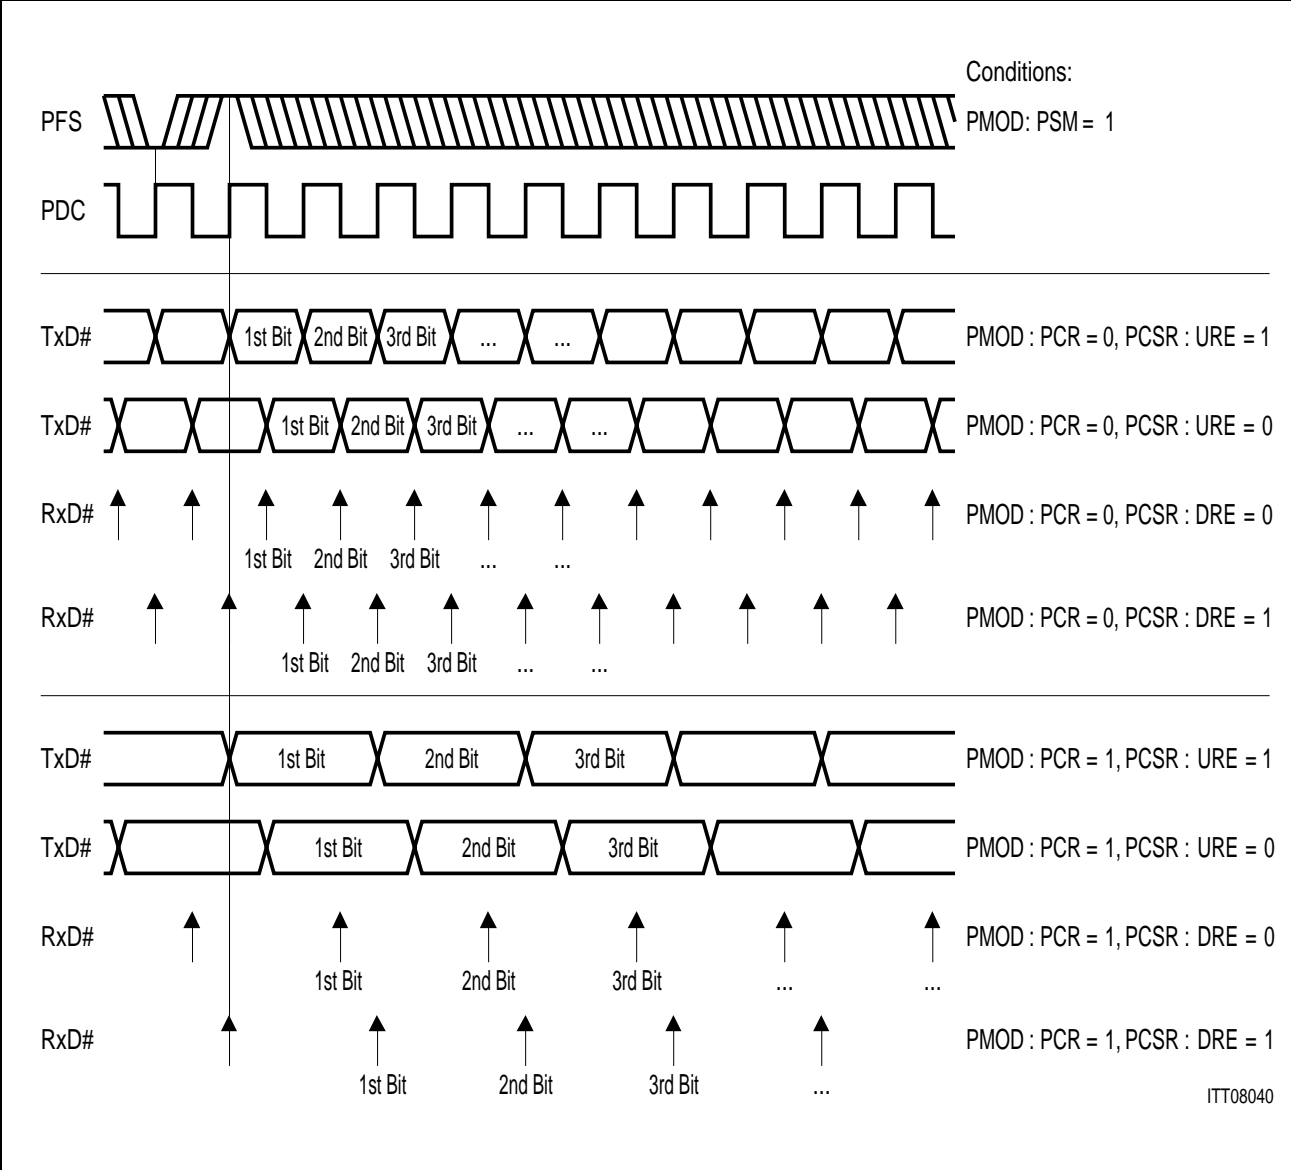 Conditions:
PFS
PMOD: PSM = 1
PDC
TxD# 1st Bit 2nd Bit 3rd Bit ... ... PMOD : PCR = 0, PCSR : URE = 1
TxD# 1st Bit 2nd Bit 3rd Bit ... ... PMOD : PCR = 0, PCSR : URE = 0
RxD# PMOD : PCR = 0, PCSR : DRE = 0
1st Bit 2nd Bit 3rd Bit ... ...
RxD# PMOD : PCR = 0, PCSR : DRE = 1
1st Bit 2nd Bit 3rd Bit ... ...
TxD# 1st Bit 2nd Bit 3rd Bit PMOD : PCR = 1, PCSR : URE = 1
TxD# 1st Bit 2nd Bit 3rd Bit PMOD : PCR = 1, PCSR : URE = 0
RxD# PMOD : PCR = 1, PCSR : DRE = 0
1st Bit 2nd Bit 3rd Bit ... ...
RxD# PMOD : PCR = 1, PCSR : DRE = 1
1st Bit 2nd Bit 3rd Bit ...
ITT08040